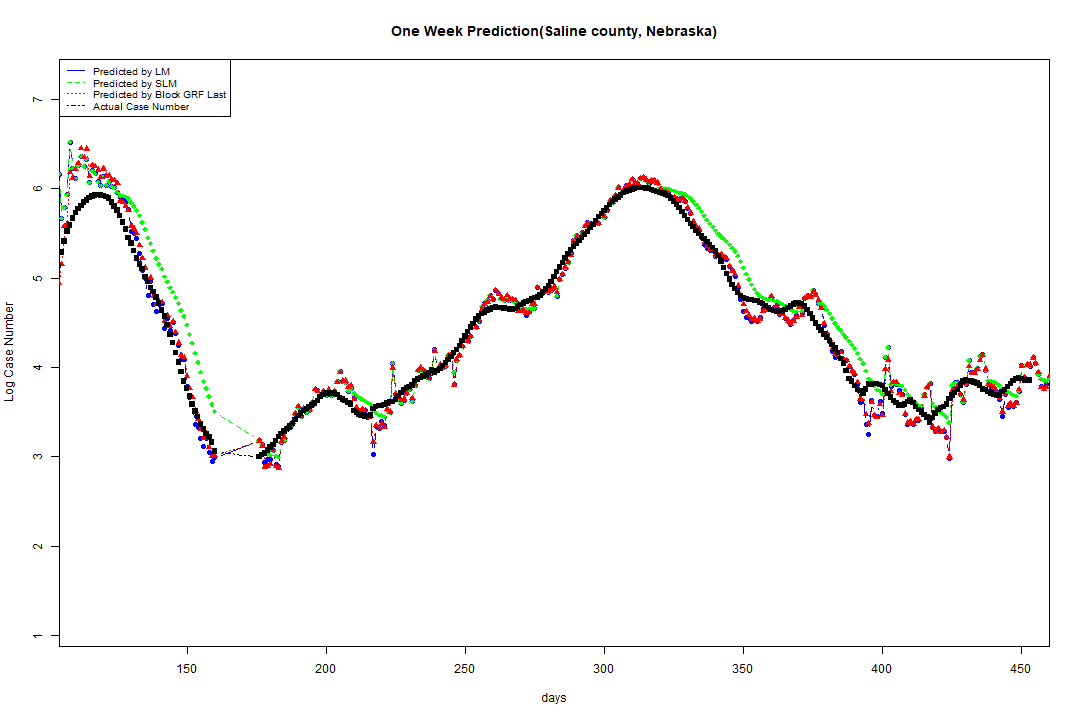 One Week Prediction(Saline county, Nebraska)
Predicted by LM
Predicted by SLM
Predicted by Block GRF Last
Actual Case Number
7
6
5
4
3
2
1
Log Case Number
150 200 250 300 350 400 450
days